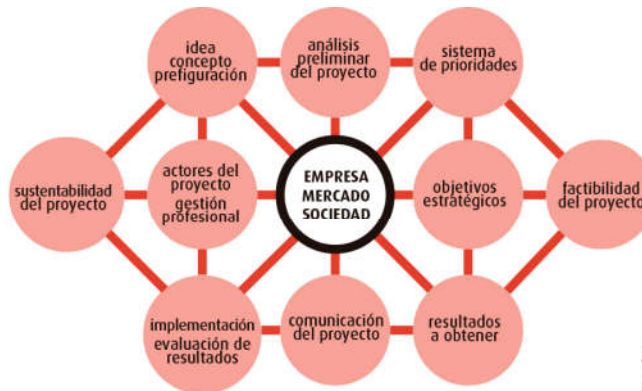 idea
concepto
prefiguración
análisis
preliminar
del proyecto
sistema
de prioridades
sustentabilidad
del proyecto
actores del
proyecto
gestión
profesional
EMPRESA
MERCADO
SOCIEDAD
objetivos
estratégicos
factibilidad
del proyecto
implementación
evaluación de
resultados
comunicación
del proyecto
resultados
a obtener